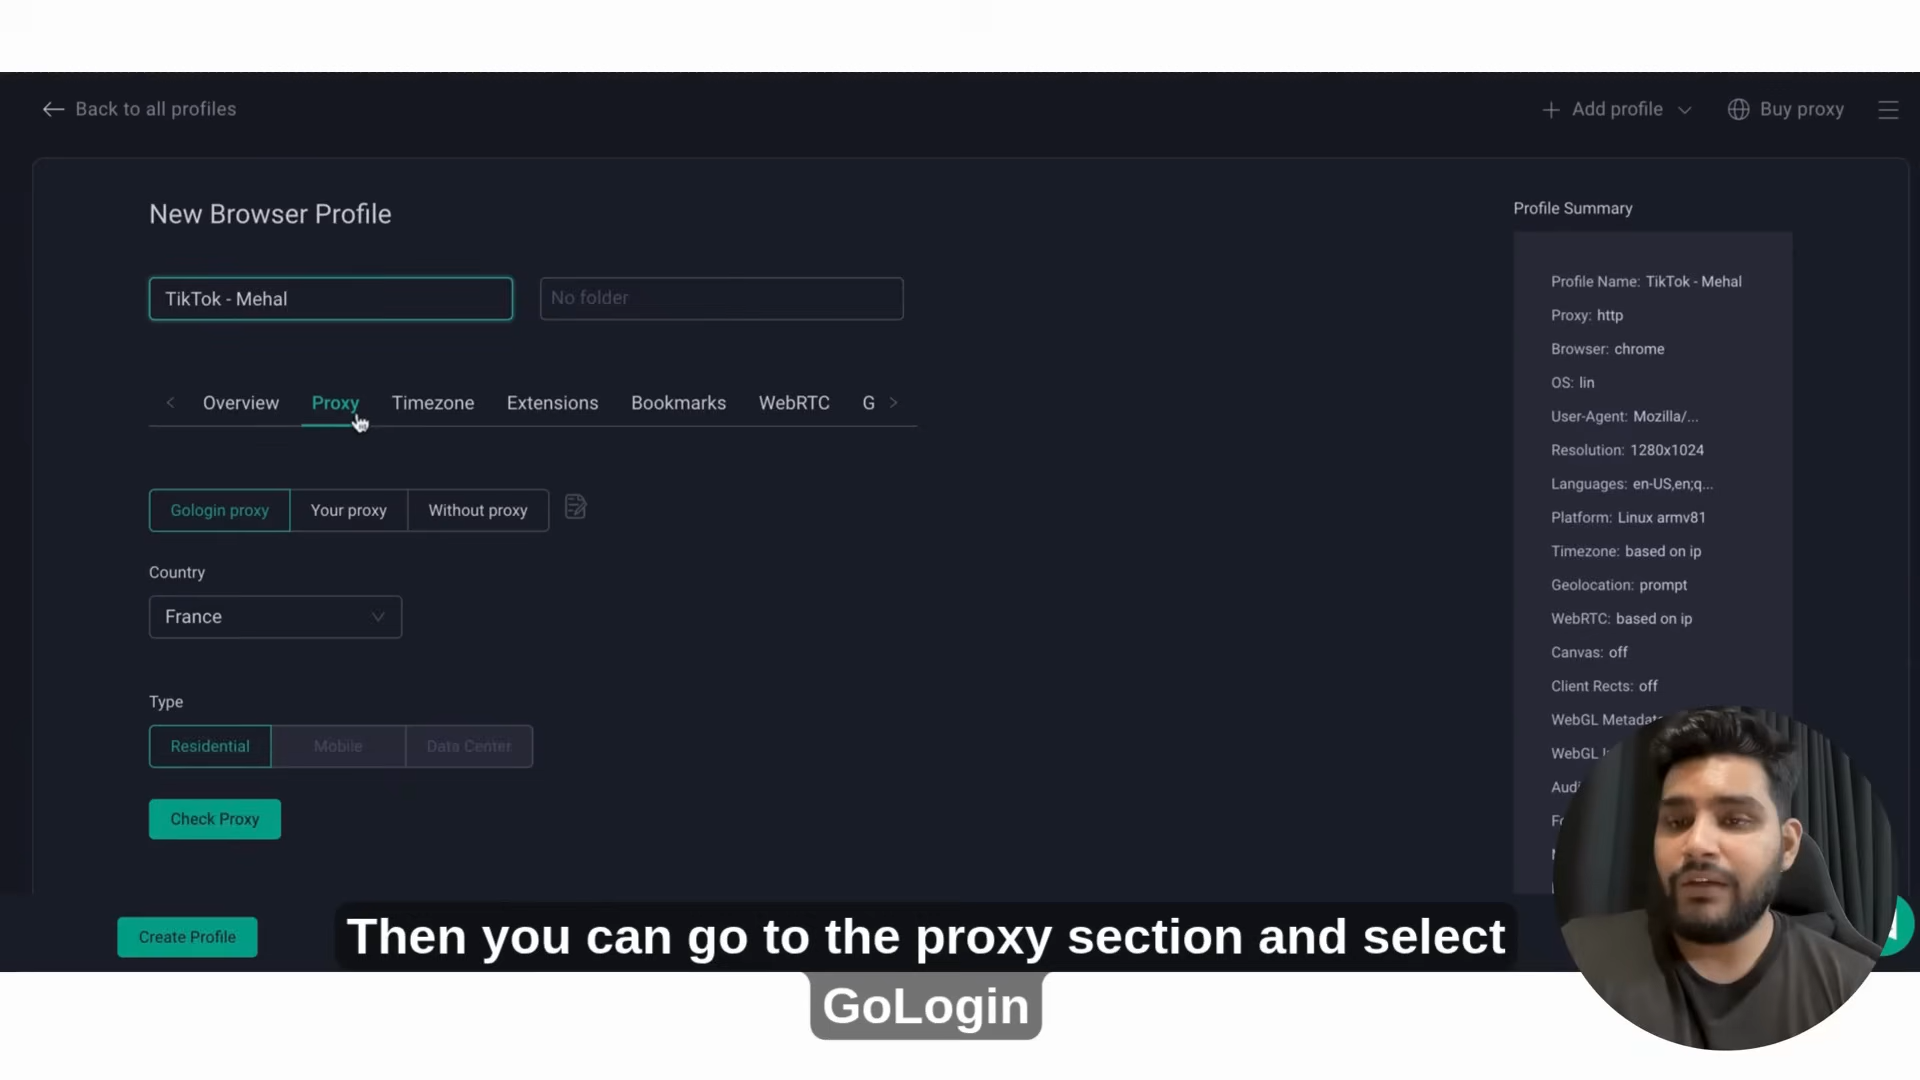 Back to all profiles
Add profile
Buy proxy
New Browser Profile
Profile Summary
TikTok - Mehal
No folder
Profile Name: TikTok - Mehal
Proxy: http
Browser: chrome
OS: lin
User-Agent: Mozilla/...
Resolution: 1280x1024
Languages: en-US,en;q...
Platform: Linux armv81
Timezone: based on ip
Geolocation: prompt
WebRTC: based on ip
Canvas: off
Client Rects: off
WebGL
Overview Proxy Timezone Extensions Bookmarks WebRTC G
Gologin proxy Your proxy Without proxy
Country
France
Type
Residential Mobile Data Center
Check Proxy
Create Profile
Then you can go to the proxy section and select
GoLogin